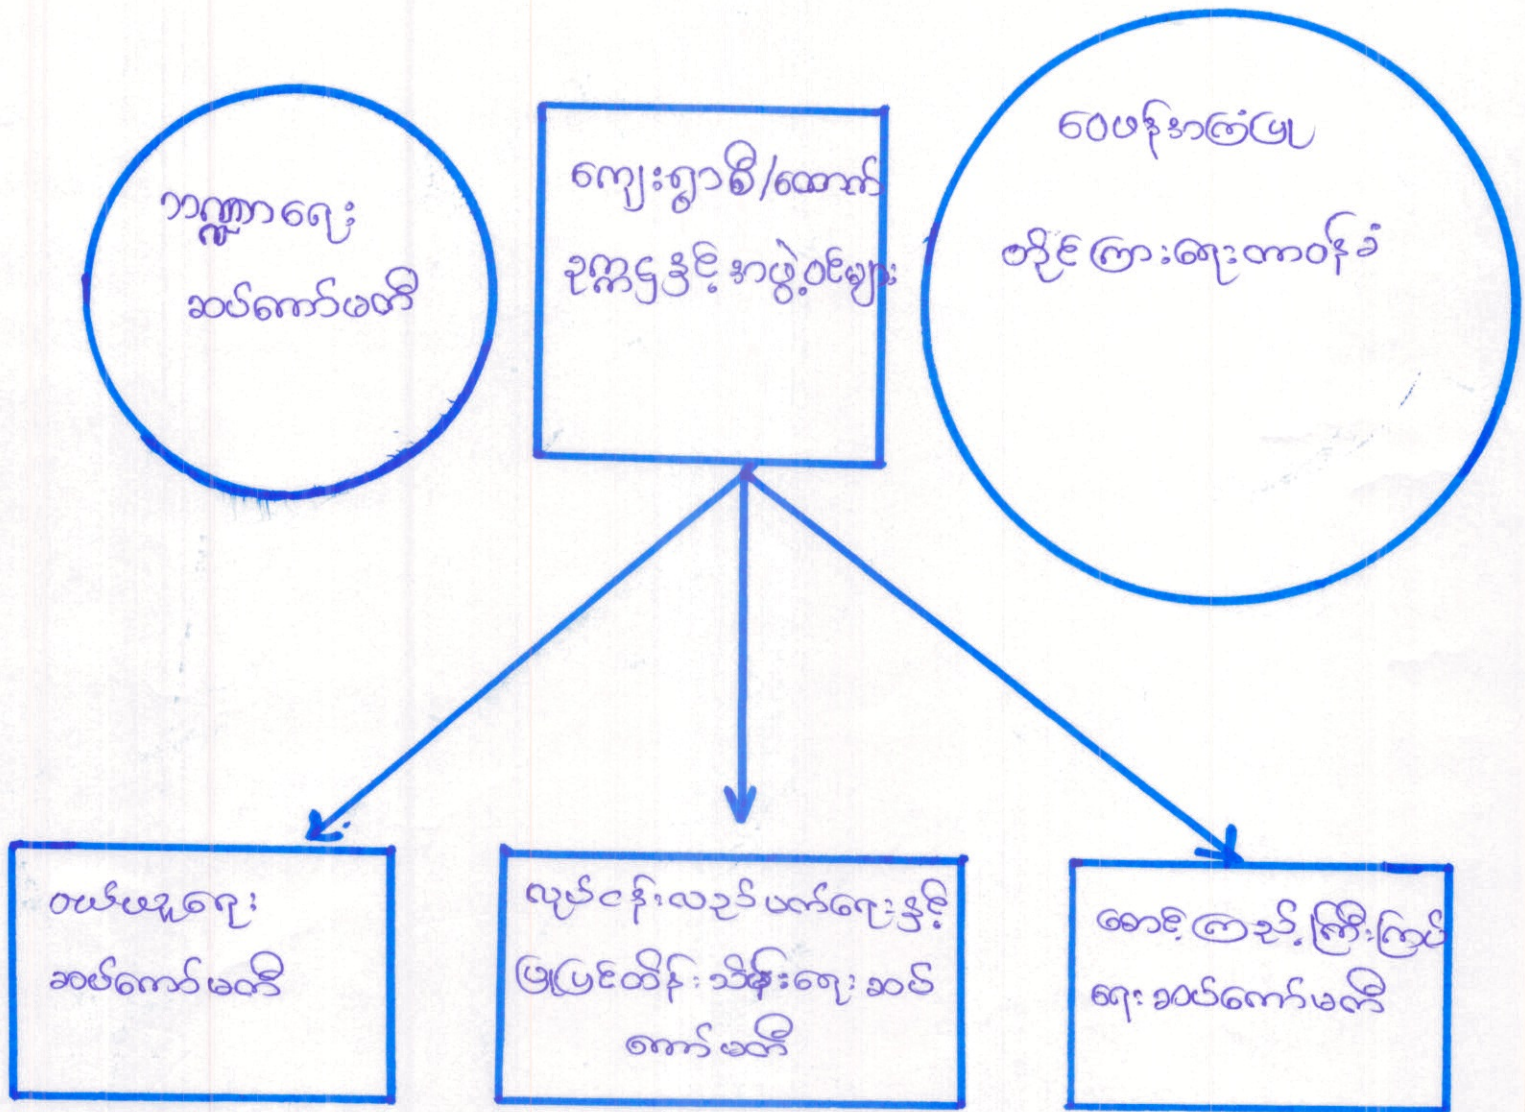 ဘဏ္ဍာရေး
ဆပ်ကော်မတီ
ကျေးရွာစီ/ထောက်
ဥက္ကဌနှင့်အဖွဲ့ဝင်များ
ဝေဖန်အကြံပြု
တိုင်ကြားရေးတာဝန်ခံ
ဝယ်ယူရေး
ဆပ်ကော်မတီ
လုပ်ငန်းလည်ပတ်ရေးနှင့်
ပြုပြင်ထိန်းသိမ်းရေးဆပ်
ကော်မတီ
စောင့်ကြည့်ကြီးကြပ်
ရေးဆပ်ကော်မတီ